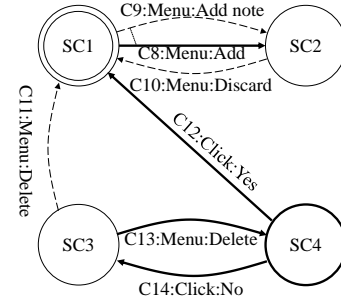 C9:Menu:Add note
SC1
SC2
C8:Menu:Add
C10:Menu:Discard
C11:Menu:Delete
C12:Click:Yes
SC3
C13:Menu:Delete
SC4
C14:Click:No